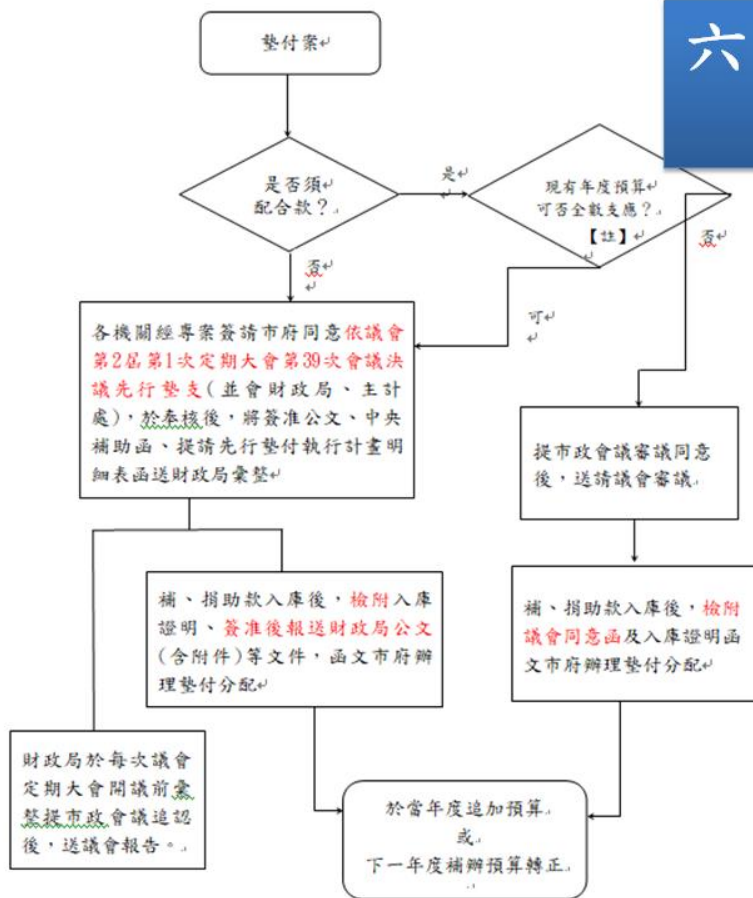 六
墊付案
是否須
配合款？
是
現有年度預算
可否全數支應？
【註】
否
否
可
各機關經專案簽請市府同意依議會
第2屆第1次定期大會第39次會議決
議先行墊支(並會財政局、主計
處)，於奉核後，將簽准公文、中央
補助函、提請先行墊付執行計畫明
細表函送財政局彙整
提市政會議審議同意
後，送請議會審議。
補、捐助款入庫後，檢附入庫
證明、簽准後報送財政局公文
(含附件)等文件，函文市府辦
理墊付分配
補、捐助款入庫後，檢附
議會同意函及入庫證明函
文市府辦理墊付分配
財政局於每次議會
定期大會開議前彙
整提市政會議追認
後，送議會報告。
於當年度追加預算
或
下一年度補辦預算轉正